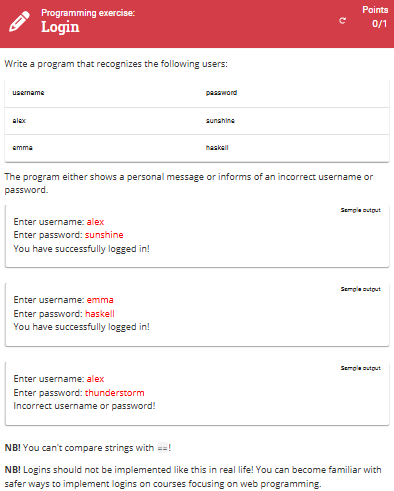 Programming exercise:
Login
Points
0/1
Write a program that recognizes the following users:
username password
alex sunshine
emma haskell
The program either shows a personal message or informs of an incorrect username or
password.
Sample output
Enter username: alex
Enter password: sunshine
You have successfully logged in!
Sample output
Enter username: emma
Enter password: haskell
You have successfully logged in!
Sample output
Enter username: alex
Enter password: thunderstorm
Incorrect username or password!
NB! You can't compare strings with ==!
NB! Logins should not be implemented like this in real life! You can become familiar with
safer ways to implement logins on courses focusing on web programming.